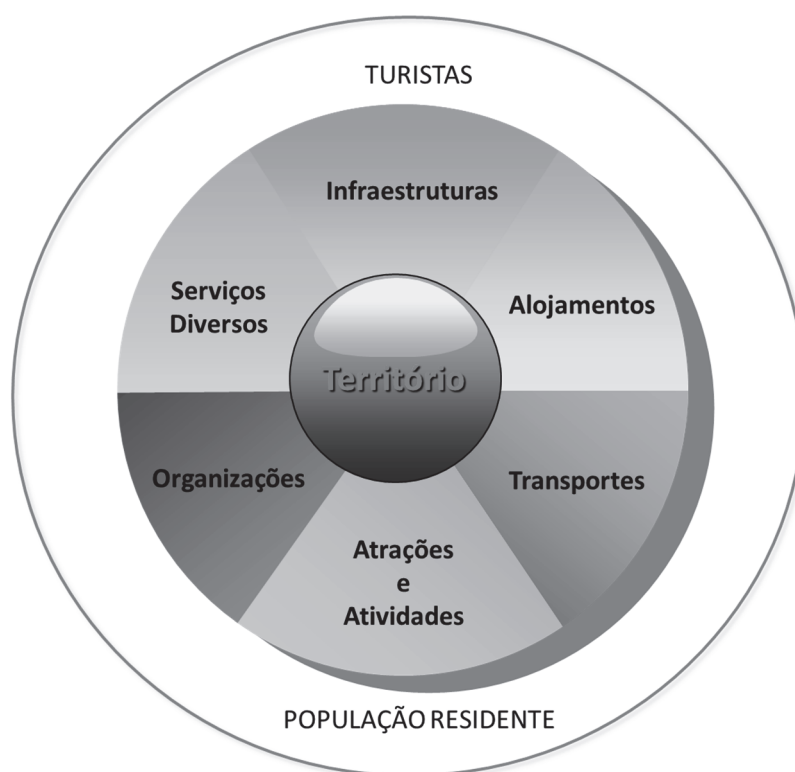 TURISTAS
Infraestruturas
Serviços
Diversos
Alojamentos
Território
Organizações
Transportes
Atrações
e
Atividades
POPULAÇÃO RESIDENTE